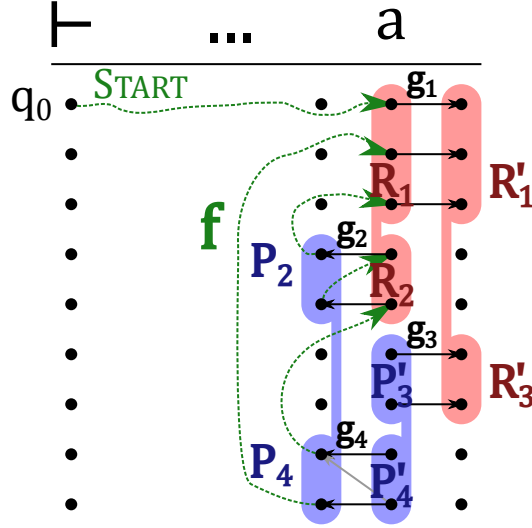 ⊢ ... a
q₀ START g₁
R₁ R'₁
f
P₂ g₂ R₂
g₃
P'₃ R'₃
g₄
P₄ P'₄